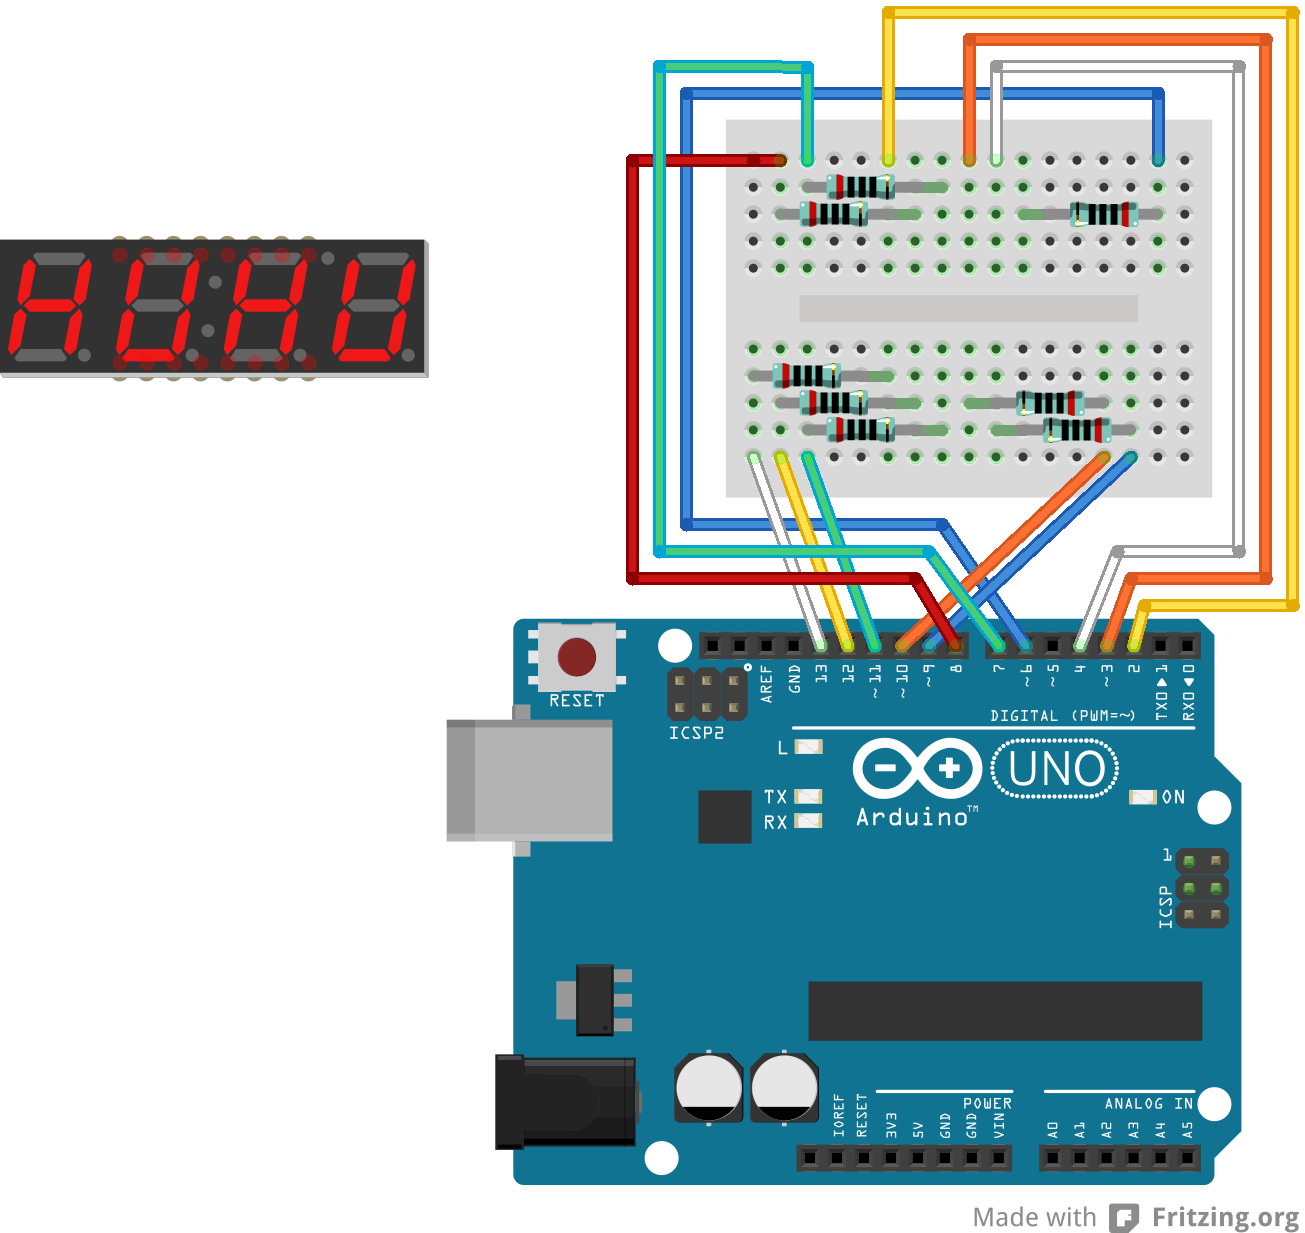 RESET
ICSP2
AREF
GND
13
12
~11
~10
~9
8
7
~6
~5
4
~3
2
TX0▶1
RX0◀0
DIGITAL (PWM=~)
L
TX
RX
UNO
Arduino™
ON
1
ICSP
IOREF
RESET
3V3
5V
GND
GND
VIN
POWER
ANALOG IN
A0
A1
A2
A3
A4
A5
Made with Fritzing.org